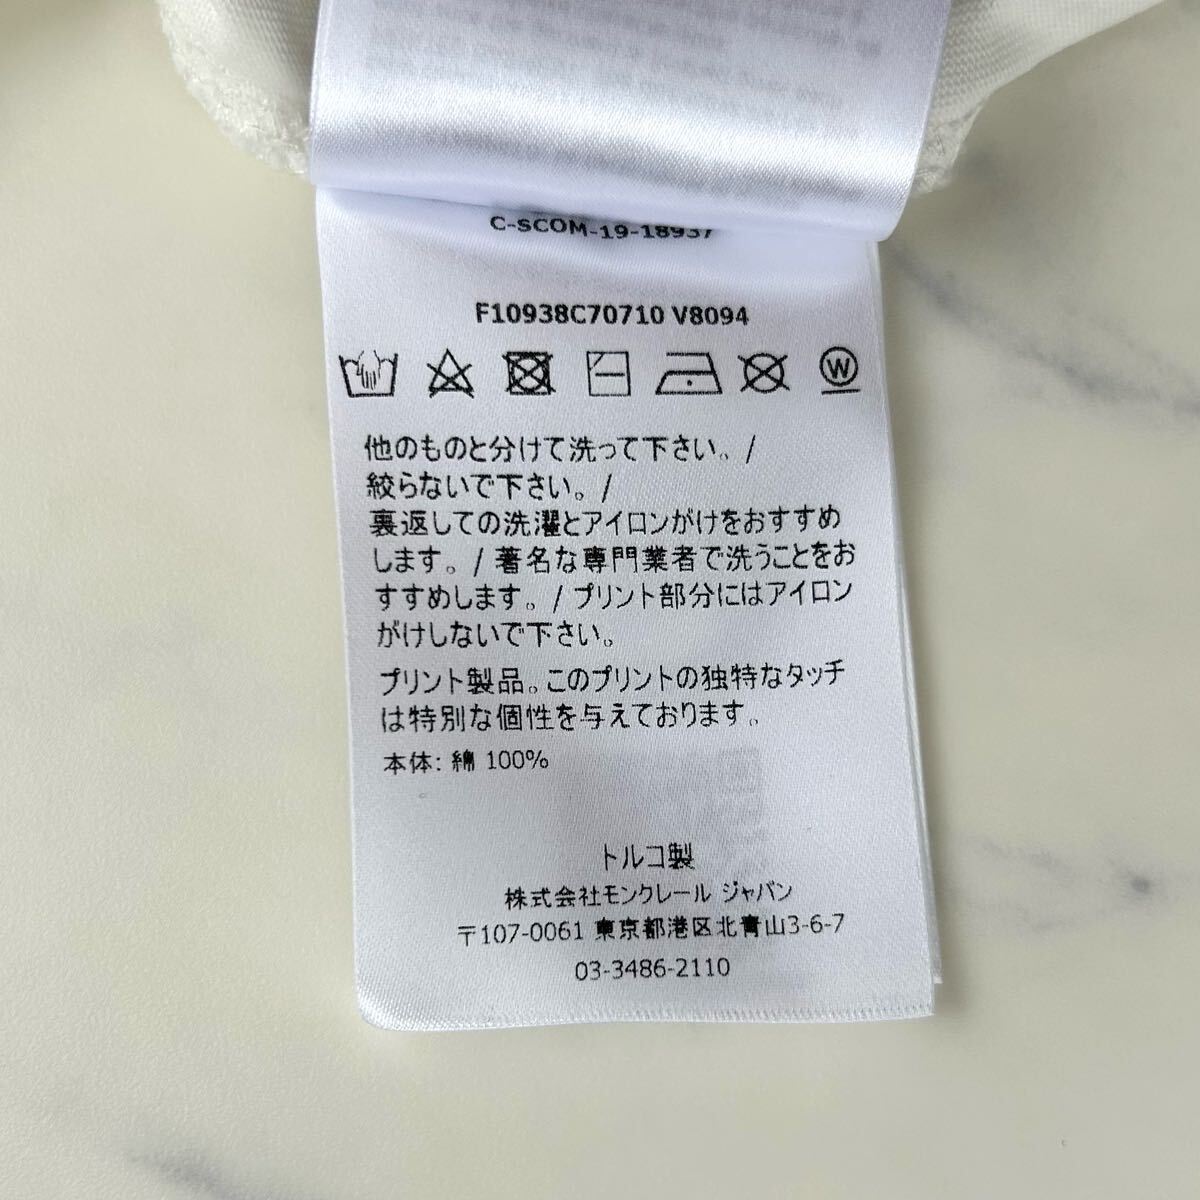 C-SCOM-19-18937
F10938C70710 V8094
W
他のものと分けて洗って下さい。/
絞らないで下さい。/
裏返しての洗濯とアイロンがけをおすすめ
します。/ 著名な専門業者で洗うことをお
すすめします。/ プリント部分にはアイロン
がけしないで下さい。
プリント製品。このプリントの独特なタッチ
は特別な個性を与えております。
本体: 綿 100%
トルコ製
株式会社モンクレール ジャパン
〒107-0061 東京都港区北青山3-6-7
03-3486-2110